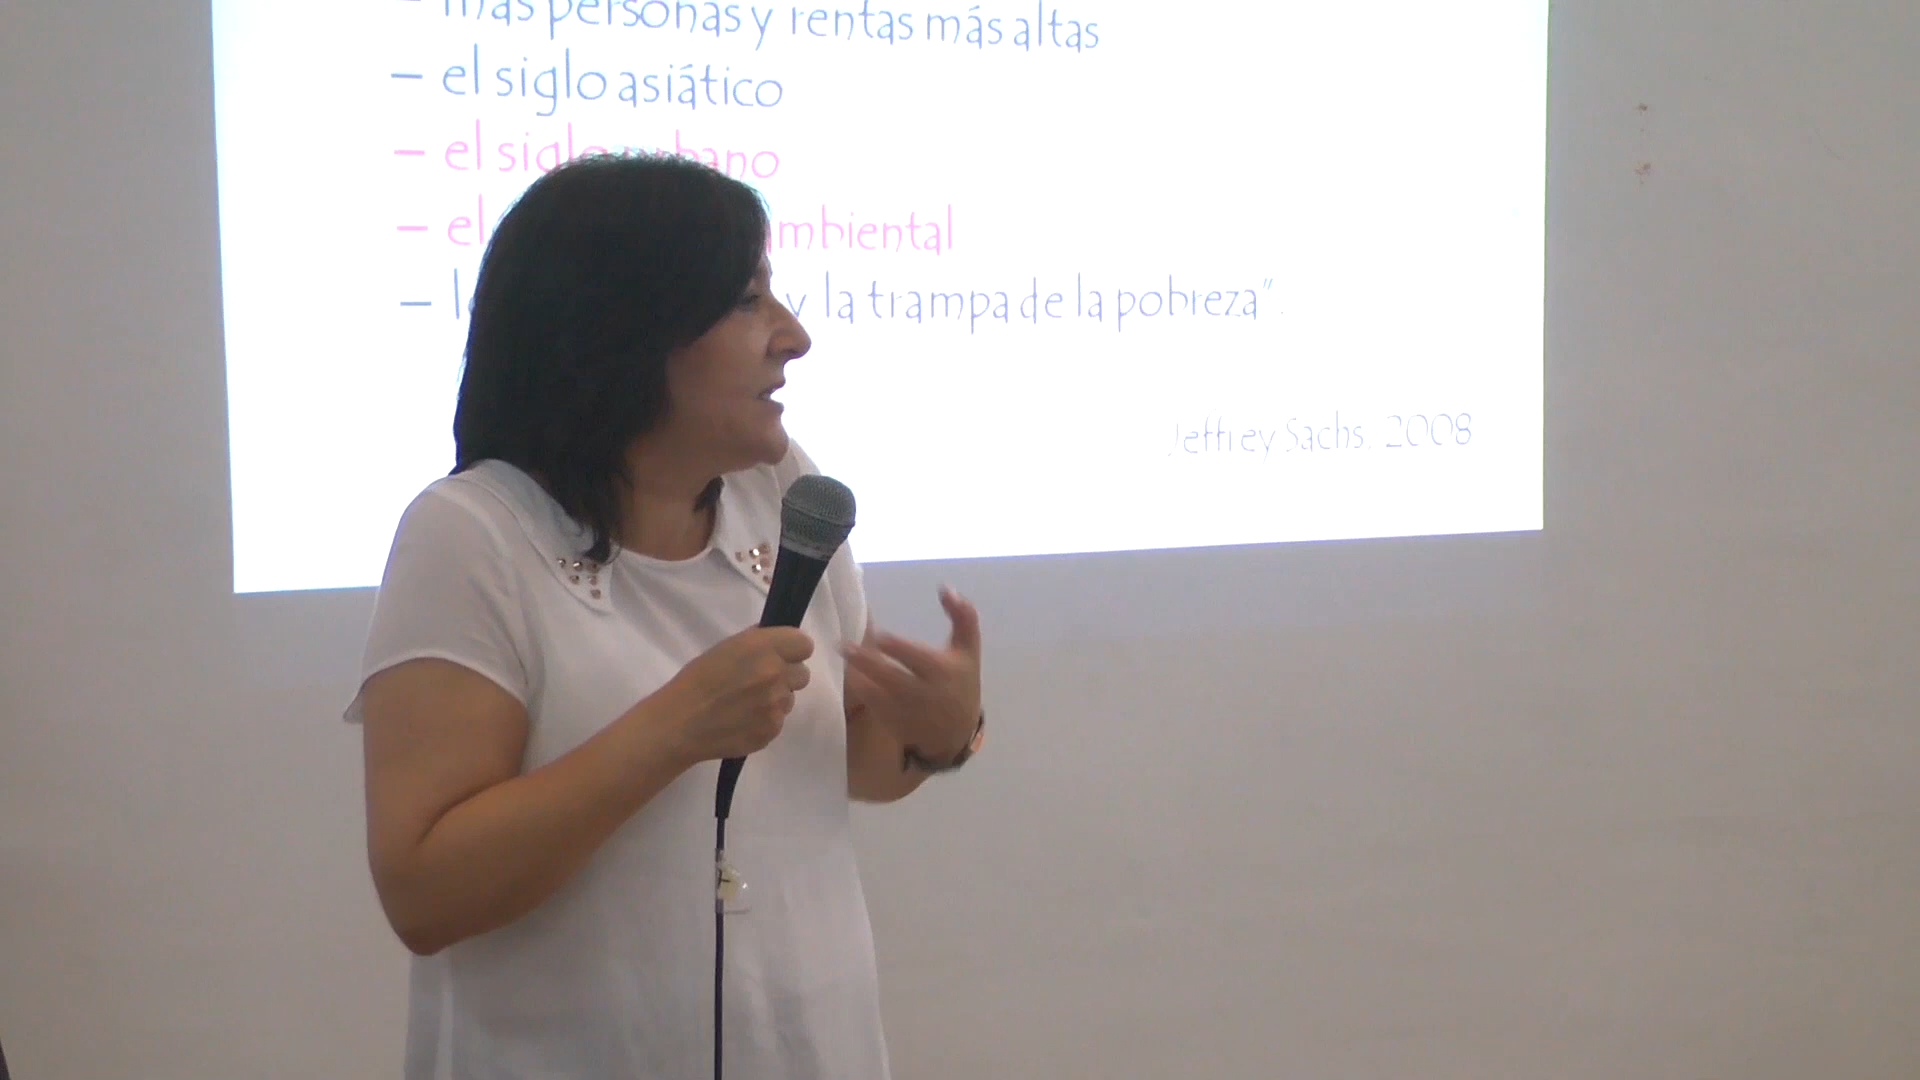 – más personas y rentas más altas
– el siglo asiático
– el siglo urbano
– el ambiental
– y la trampa de la pobreza”.
Jeffrey Sachs, 2008